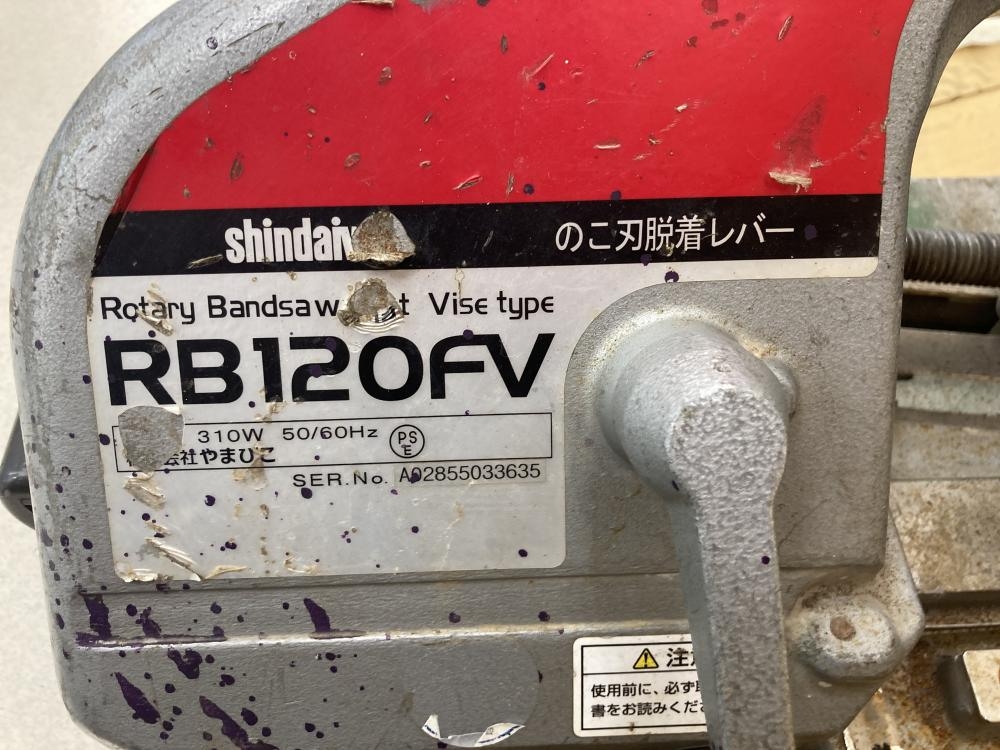 shindaiw
のこ刃脱着レバー
Rotary Bandsaw Vise type
RB120FV
310W 50/60Hz PSE
会社やまびこ
SER.No. A02855033635
注
使用前に、必ず
書をお読みくだ